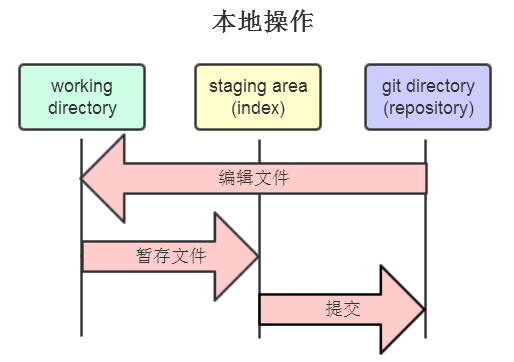 本地操作
working
directory
staging area
(index)
git directory
(repository)
编辑文件
暂存文件
提交